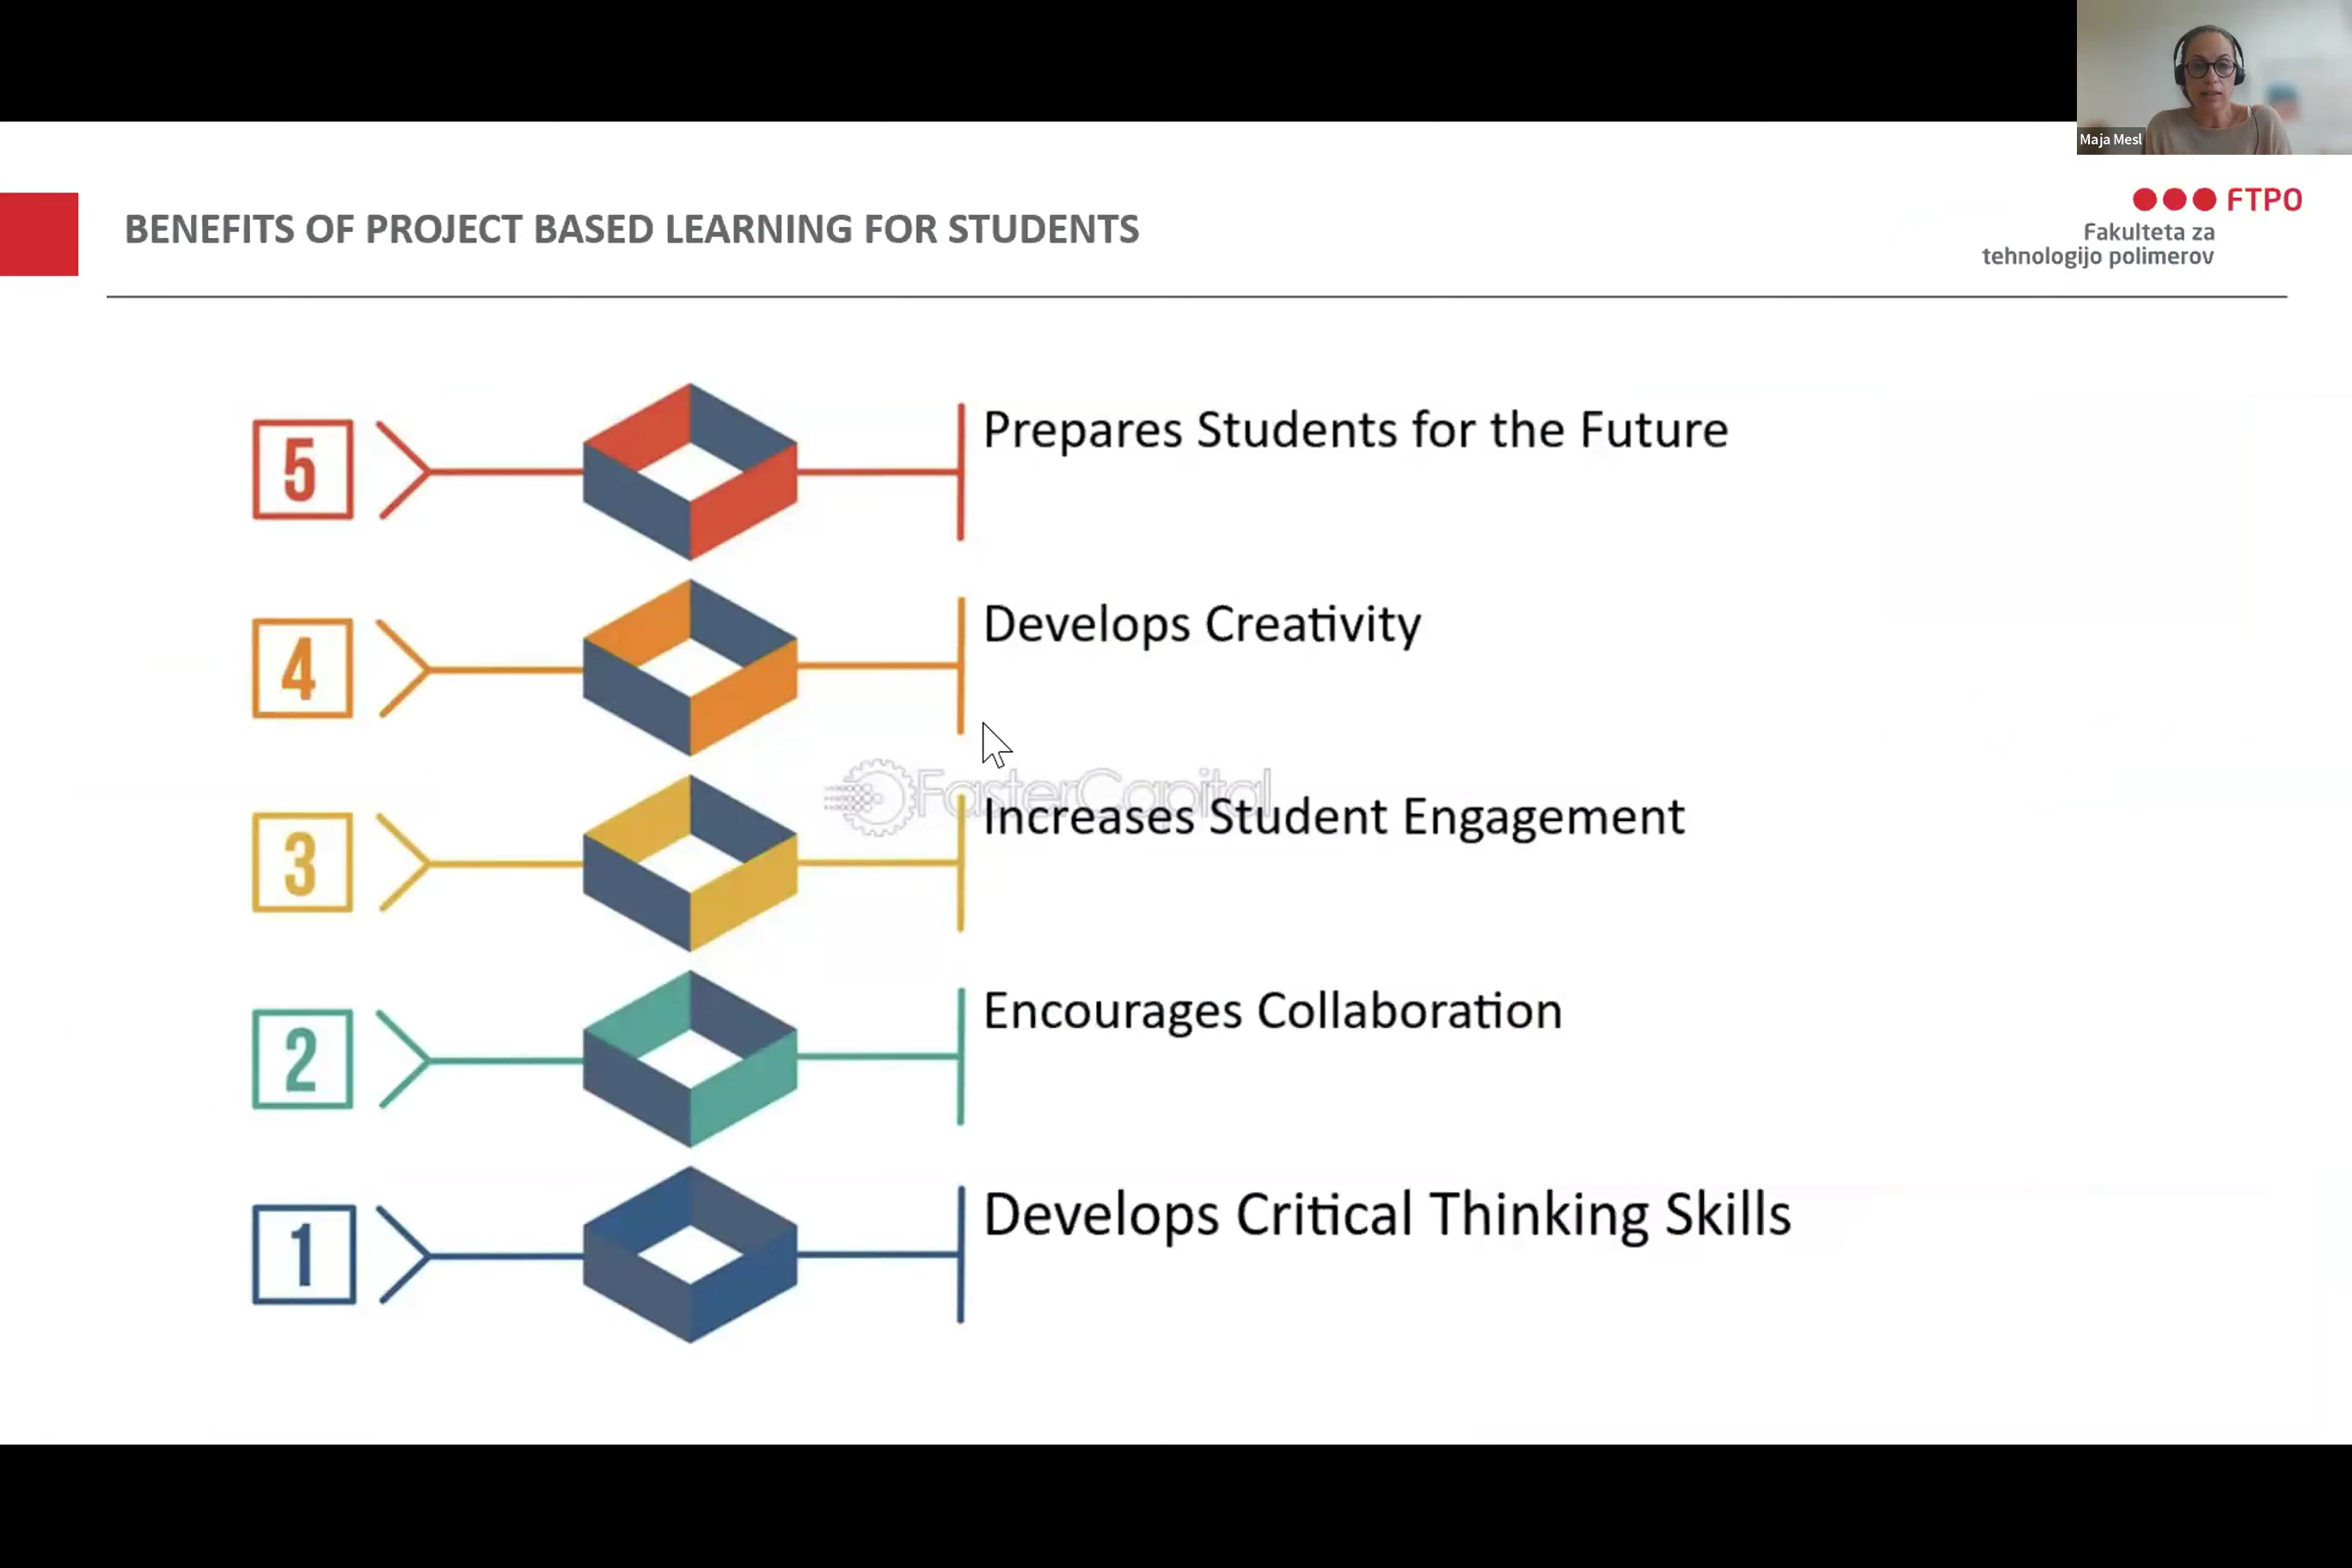 Maja Mesl
BENEFITS OF PROJECT BASED LEARNING FOR STUDENTS
FTPO
Fakulteta za
tehnologijo polimerov
5
Prepares Students for the Future
4
Develops Creativity
FasterCapital
3
Increases Student Engagement
2
Encourages Collaboration
1
Develops Critical Thinking Skills